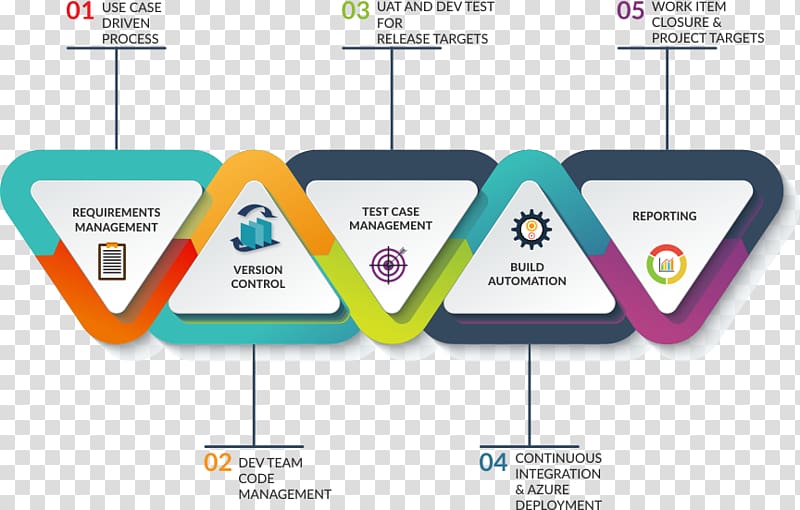 01 USE CASE
DRIVEN
PROCESS
03 UAT AND DEV TEST
FOR
RELEASE TARGETS
05 WORK ITEM
CLOSURE &
PROJECT TARGETS
REQUIREMENTS
MANAGEMENT
VERSION
CONTROL
TEST CASE
MANAGEMENT
BUILD
AUTOMATION
REPORTING
02 DEV TEAM
CODE
MANAGEMENT
04 CONTINUOUS
INTEGRATION
& AZURE
DEPLOYMENT